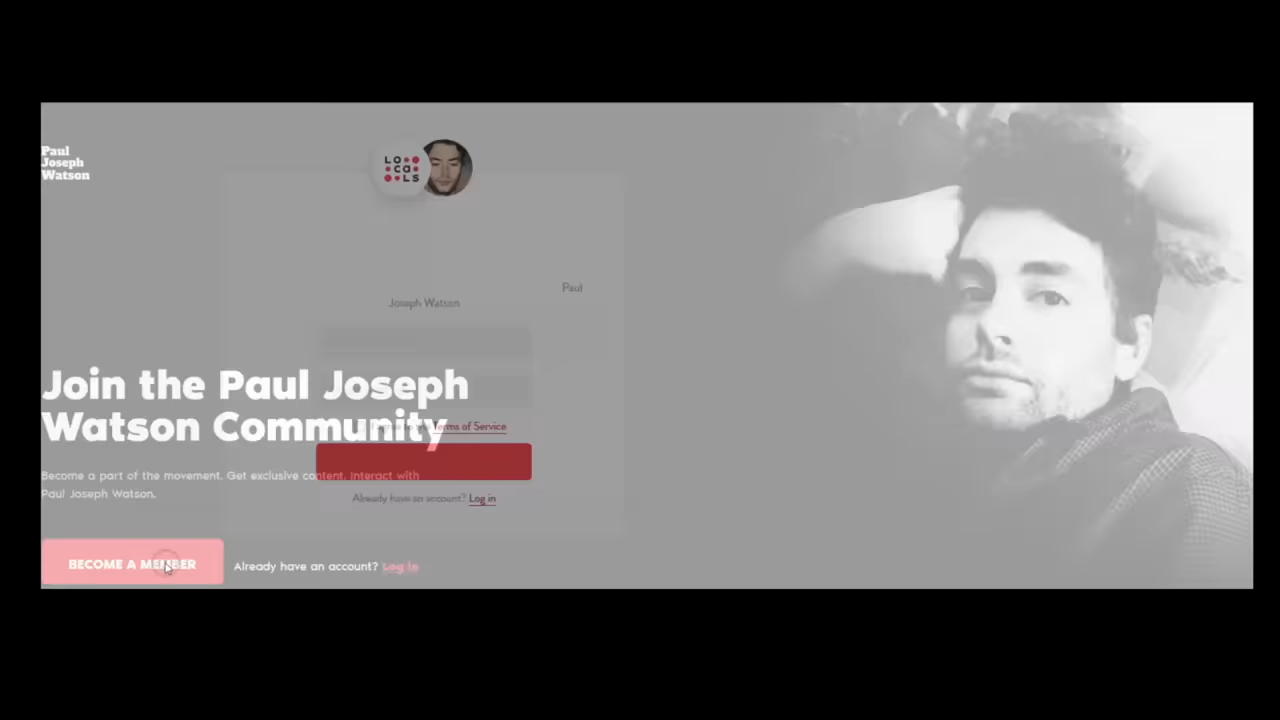 Paul
Joseph
Watson
LO
Ca
LS
Paul
Joseph Watson
Join the Paul Joseph
Watson Community
Terms of Service
Become a part of the movement. Get exclusive content. Interact with
Paul Joseph Watson.
Already have an account? Log in
BECOME A MEMBER
Already have an account? Log in